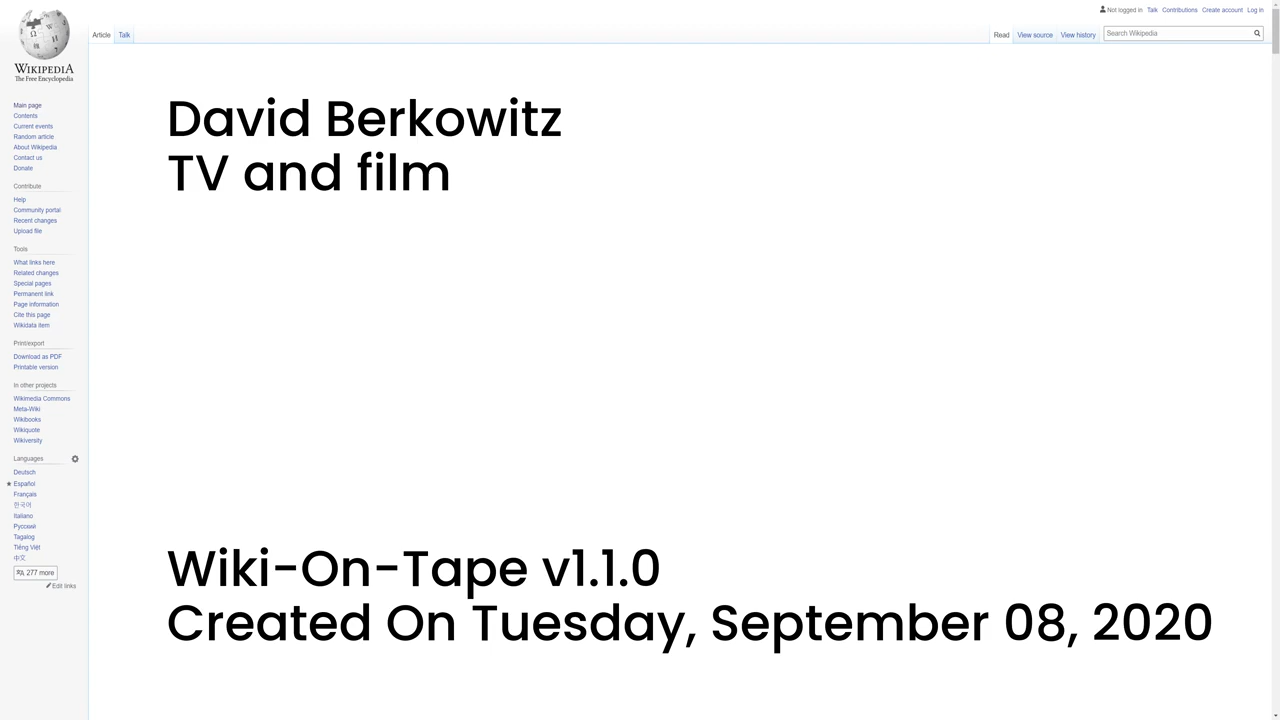 Not logged in Talk Contributions Create account Log in
Article Talk
Read View source View history Search Wikipedia
WIKIPEDIA
The Free Encyclopedia
Main page
Contents
Current events
Random article
About Wikipedia
Contact us
Donate
Contribute
Help
Community portal
Recent changes
Upload file
Tools
What links here
Related changes
Special pages
Permanent link
Page information
Cite this page
Wikidata item
Print/export
Download as PDF
Printable version
In other projects
Wikimedia Commons
Meta-Wiki
Wikibooks
Wikiquote
Wikiversity
Languages
Deutsch
Español
Français
한국어
Italiano
Русский
Tagalog
Tiếng Việt
中文
277 more
Edit links
David Berkowitz
TV and film
Wiki-On-Tape v1.1.0
Created On Tuesday, September 08, 2020